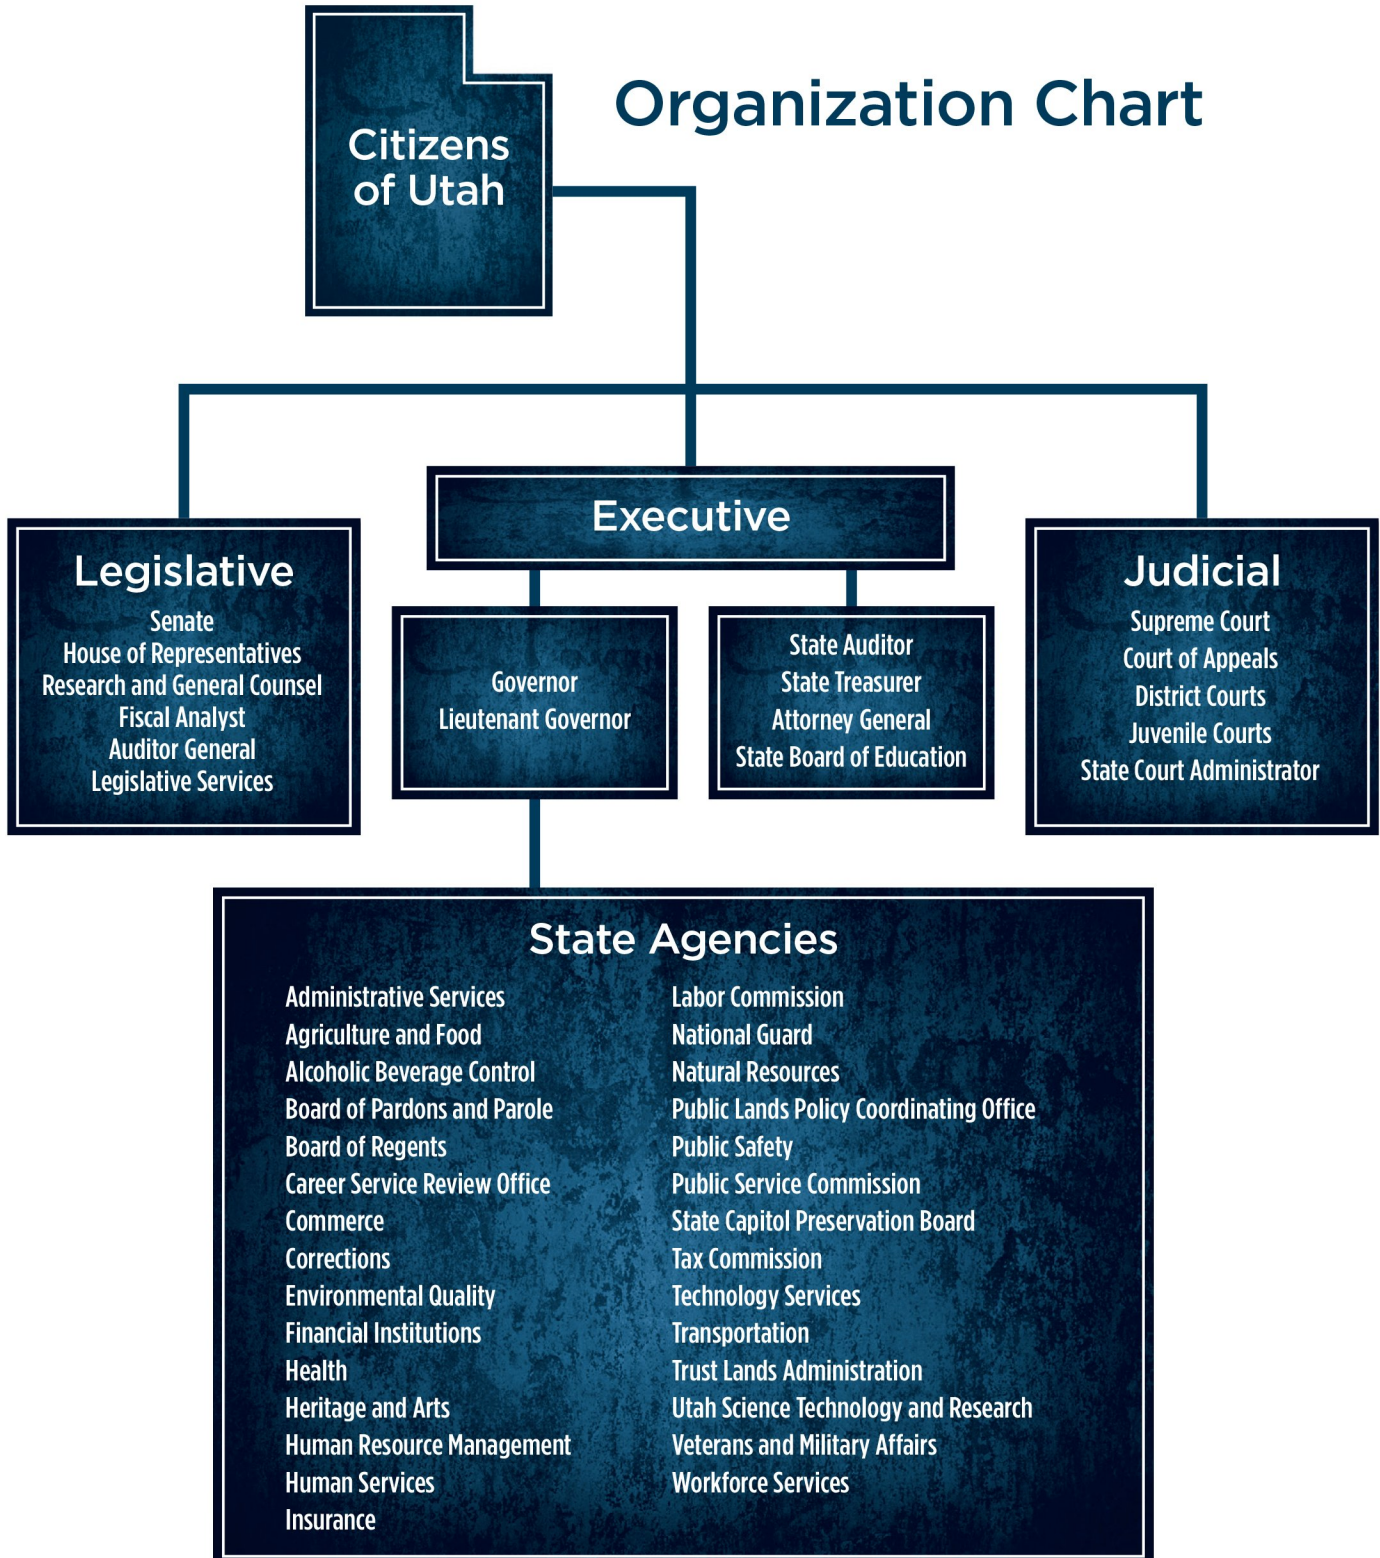 Citizens
of Utah
Organization Chart
Executive
Legislative
Senate
House of Representatives
Research and General Counsel
Fiscal Analyst
Auditor General
Legislative Services
Governor
Lieutenant Governor
State Auditor
State Treasurer
Attorney General
State Board of Education
Judicial
Supreme Court
Court of Appeals
District Courts
Juvenile Courts
State Court Administrator
State Agencies
Administrative Services
Agriculture and Food
Alcoholic Beverage Control
Board of Pardons and Parole
Board of Regents
Career Service Review Office
Commerce
Corrections
Environmental Quality
Financial Institutions
Health
Heritage and Arts
Human Resource Management
Human Services
Insurance
Labor Commission
National Guard
Natural Resources
Public Lands Policy Coordinating Office
Public Safety
Public Service Commission
State Capitol Preservation Board
Tax Commission
Technology Services
Transportation
Trust Lands Administration
Utah Science Technology and Research
Veterans and Military Affairs
Workforce Services